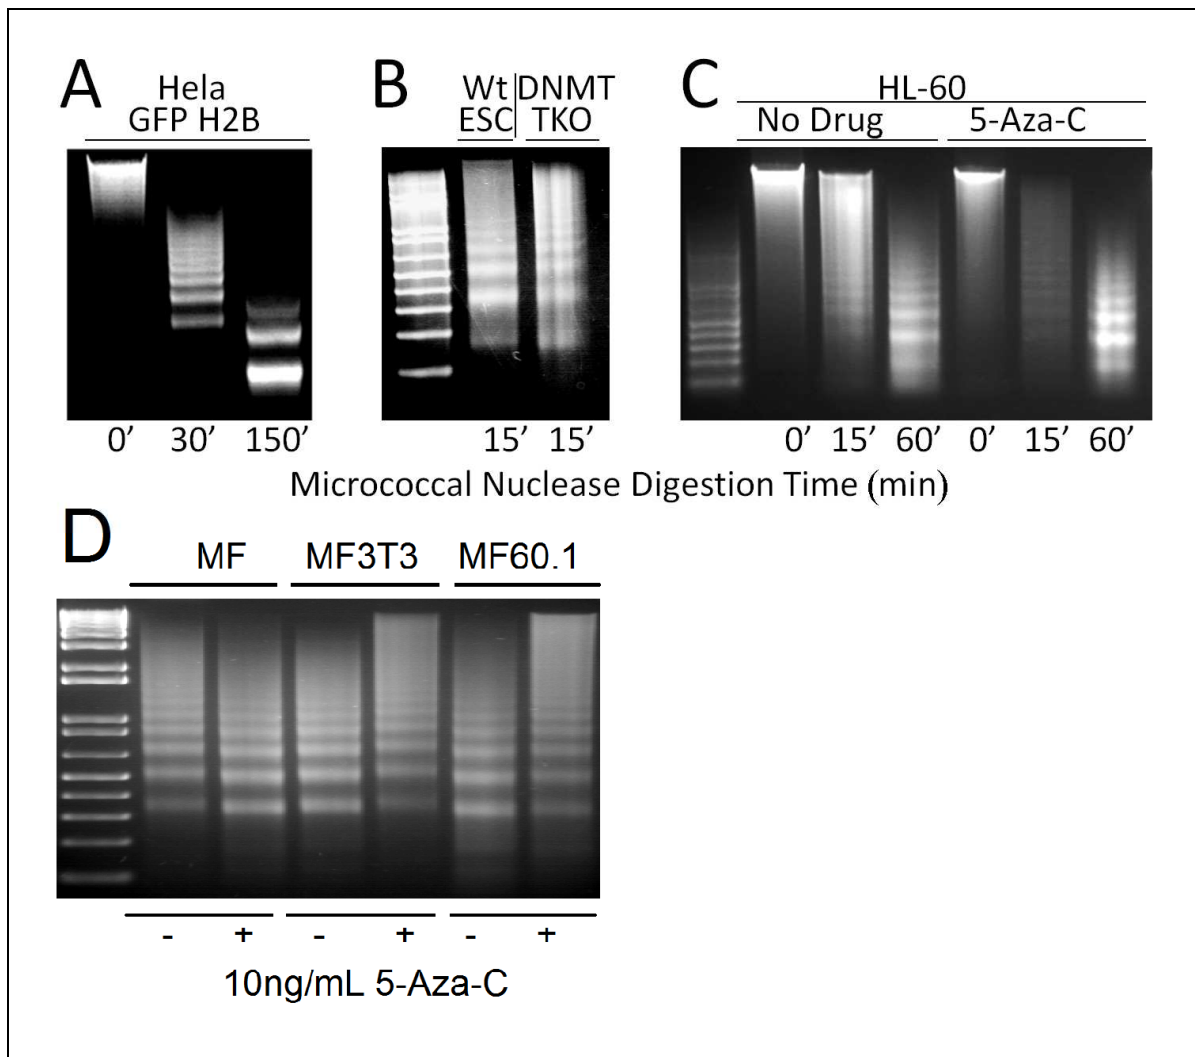 A
Hela
GFP H2B
0' 30' 150'
B
Wt DNMT
ESC TKO
15' 15'
C
HL-60
No Drug 5-Aza-C
0' 15' 60' 0' 15' 60'
Micrococcal Nuclease Digestion Time (min)
D
MF MF3T3 MF60.1
- + - + - +
10ng/mL 5-Aza-C